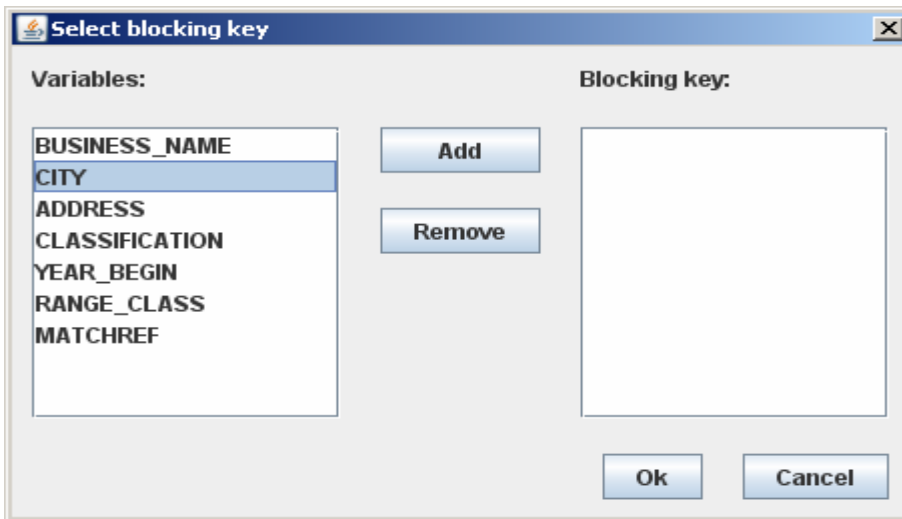 Select blocking key
Variables:
Blocking key:
BUSINESS_NAME
CITY
ADDRESS
CLASSIFICATION
YEAR_BEGIN
RANGE_CLASS
MATCHREF
Add
Remove
Ok
Cancel